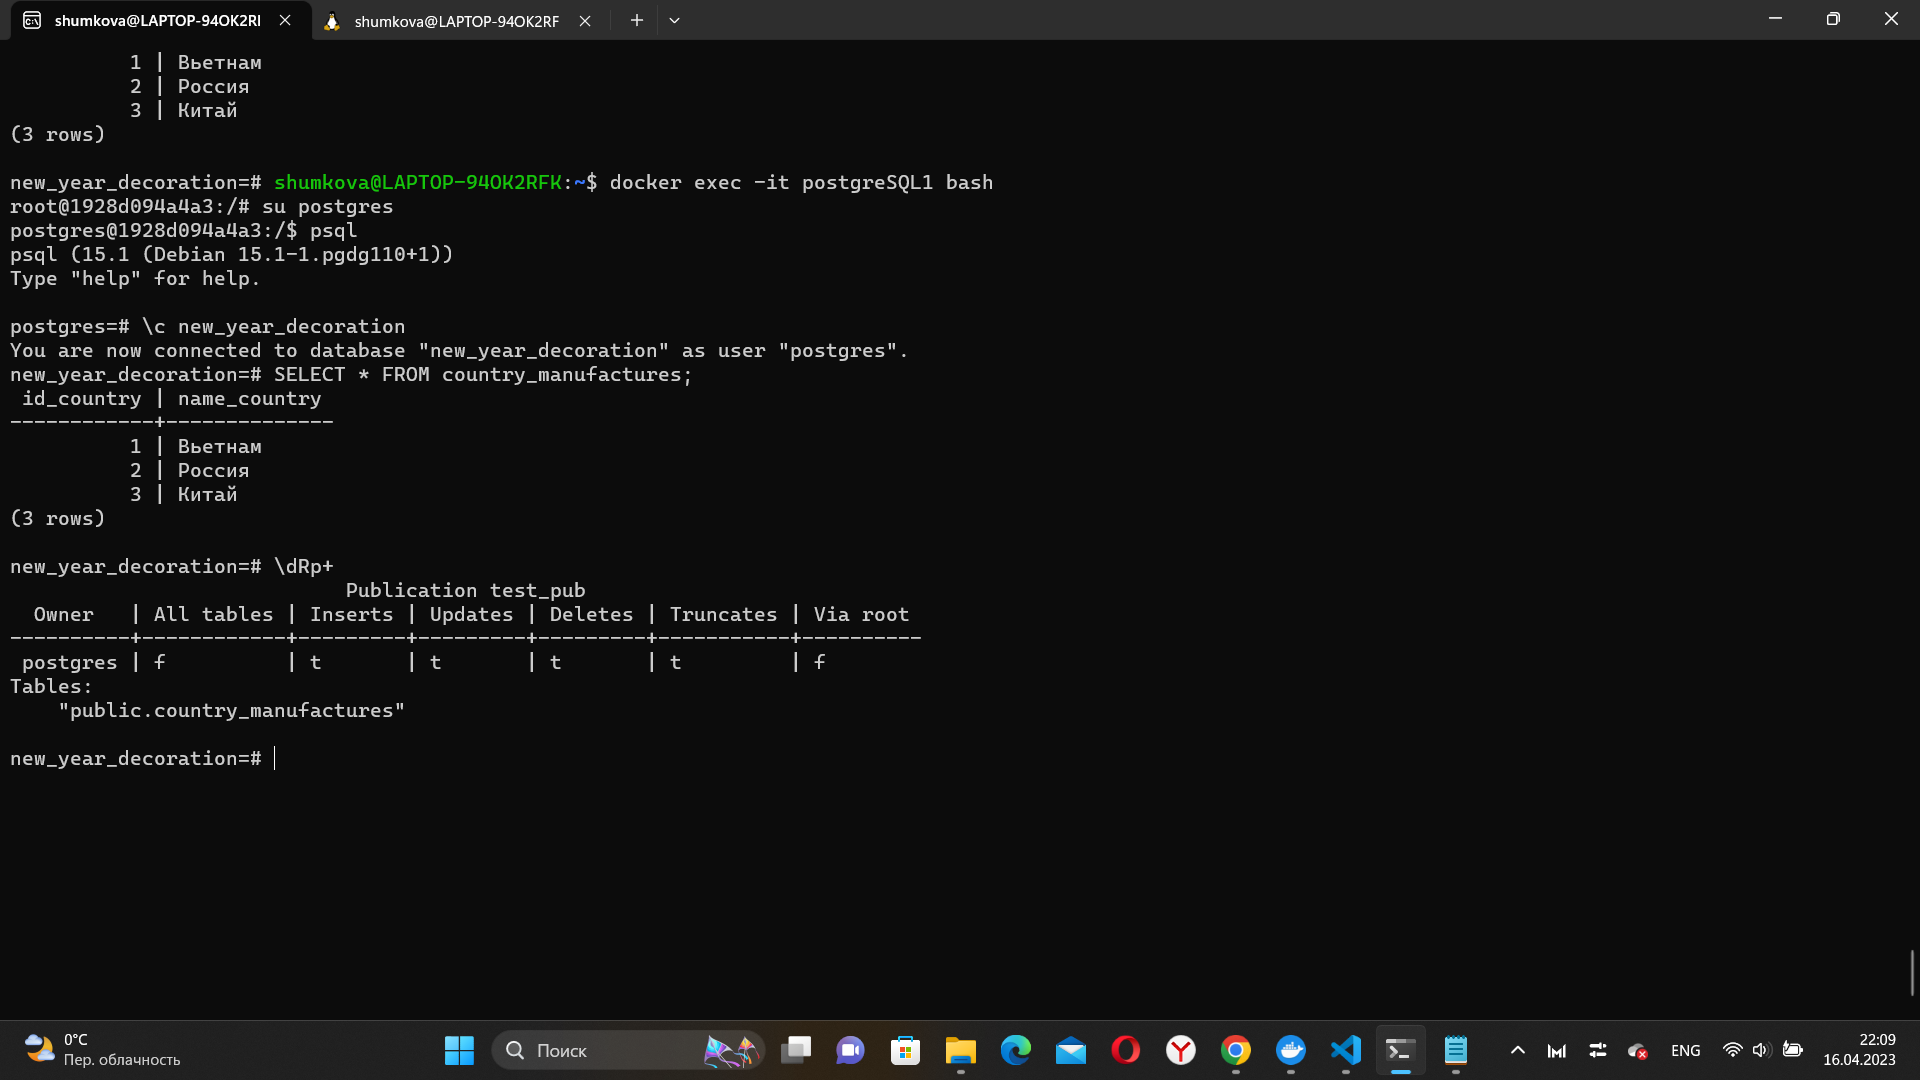 shumkova@LAPTOP-94OK2RI
shumkova@LAPTOP-94OK2RF
1 | Вьетнам
2 | Россия
3 | Китай
(3 rows)
new_year_decoration=# shumkova@LAPTOP-94OK2RFK:~$ docker exec -it postgreSQL1 bash
root@1928d094a4a3:/# su postgres
postgres@1928d094a4a3:/$ psql
psql (15.1 (Debian 15.1-1.pgdg110+1))
Type "help" for help.
postgres=# \c new_year_decoration
You are now connected to database "new_year_decoration" as user "postgres".
new_year_decoration=# SELECT * FROM country_manufactures;
id_country | name_country
------------+--------------
1 | Вьетнам
2 | Россия
3 | Китай
(3 rows)
new_year_decoration=# \dRp+
Publication test_pub
Owner | All tables | Inserts | Updates | Deletes | Truncates | Via root
----------+------------+---------+---------+---------+-----------+----------
postgres | f | t | t | t | t | f
Tables:
"public.country_manufactures"
new_year_decoration=#
0°C
Пер. облачность
Поиск
ENG
22:09
16.04.2023